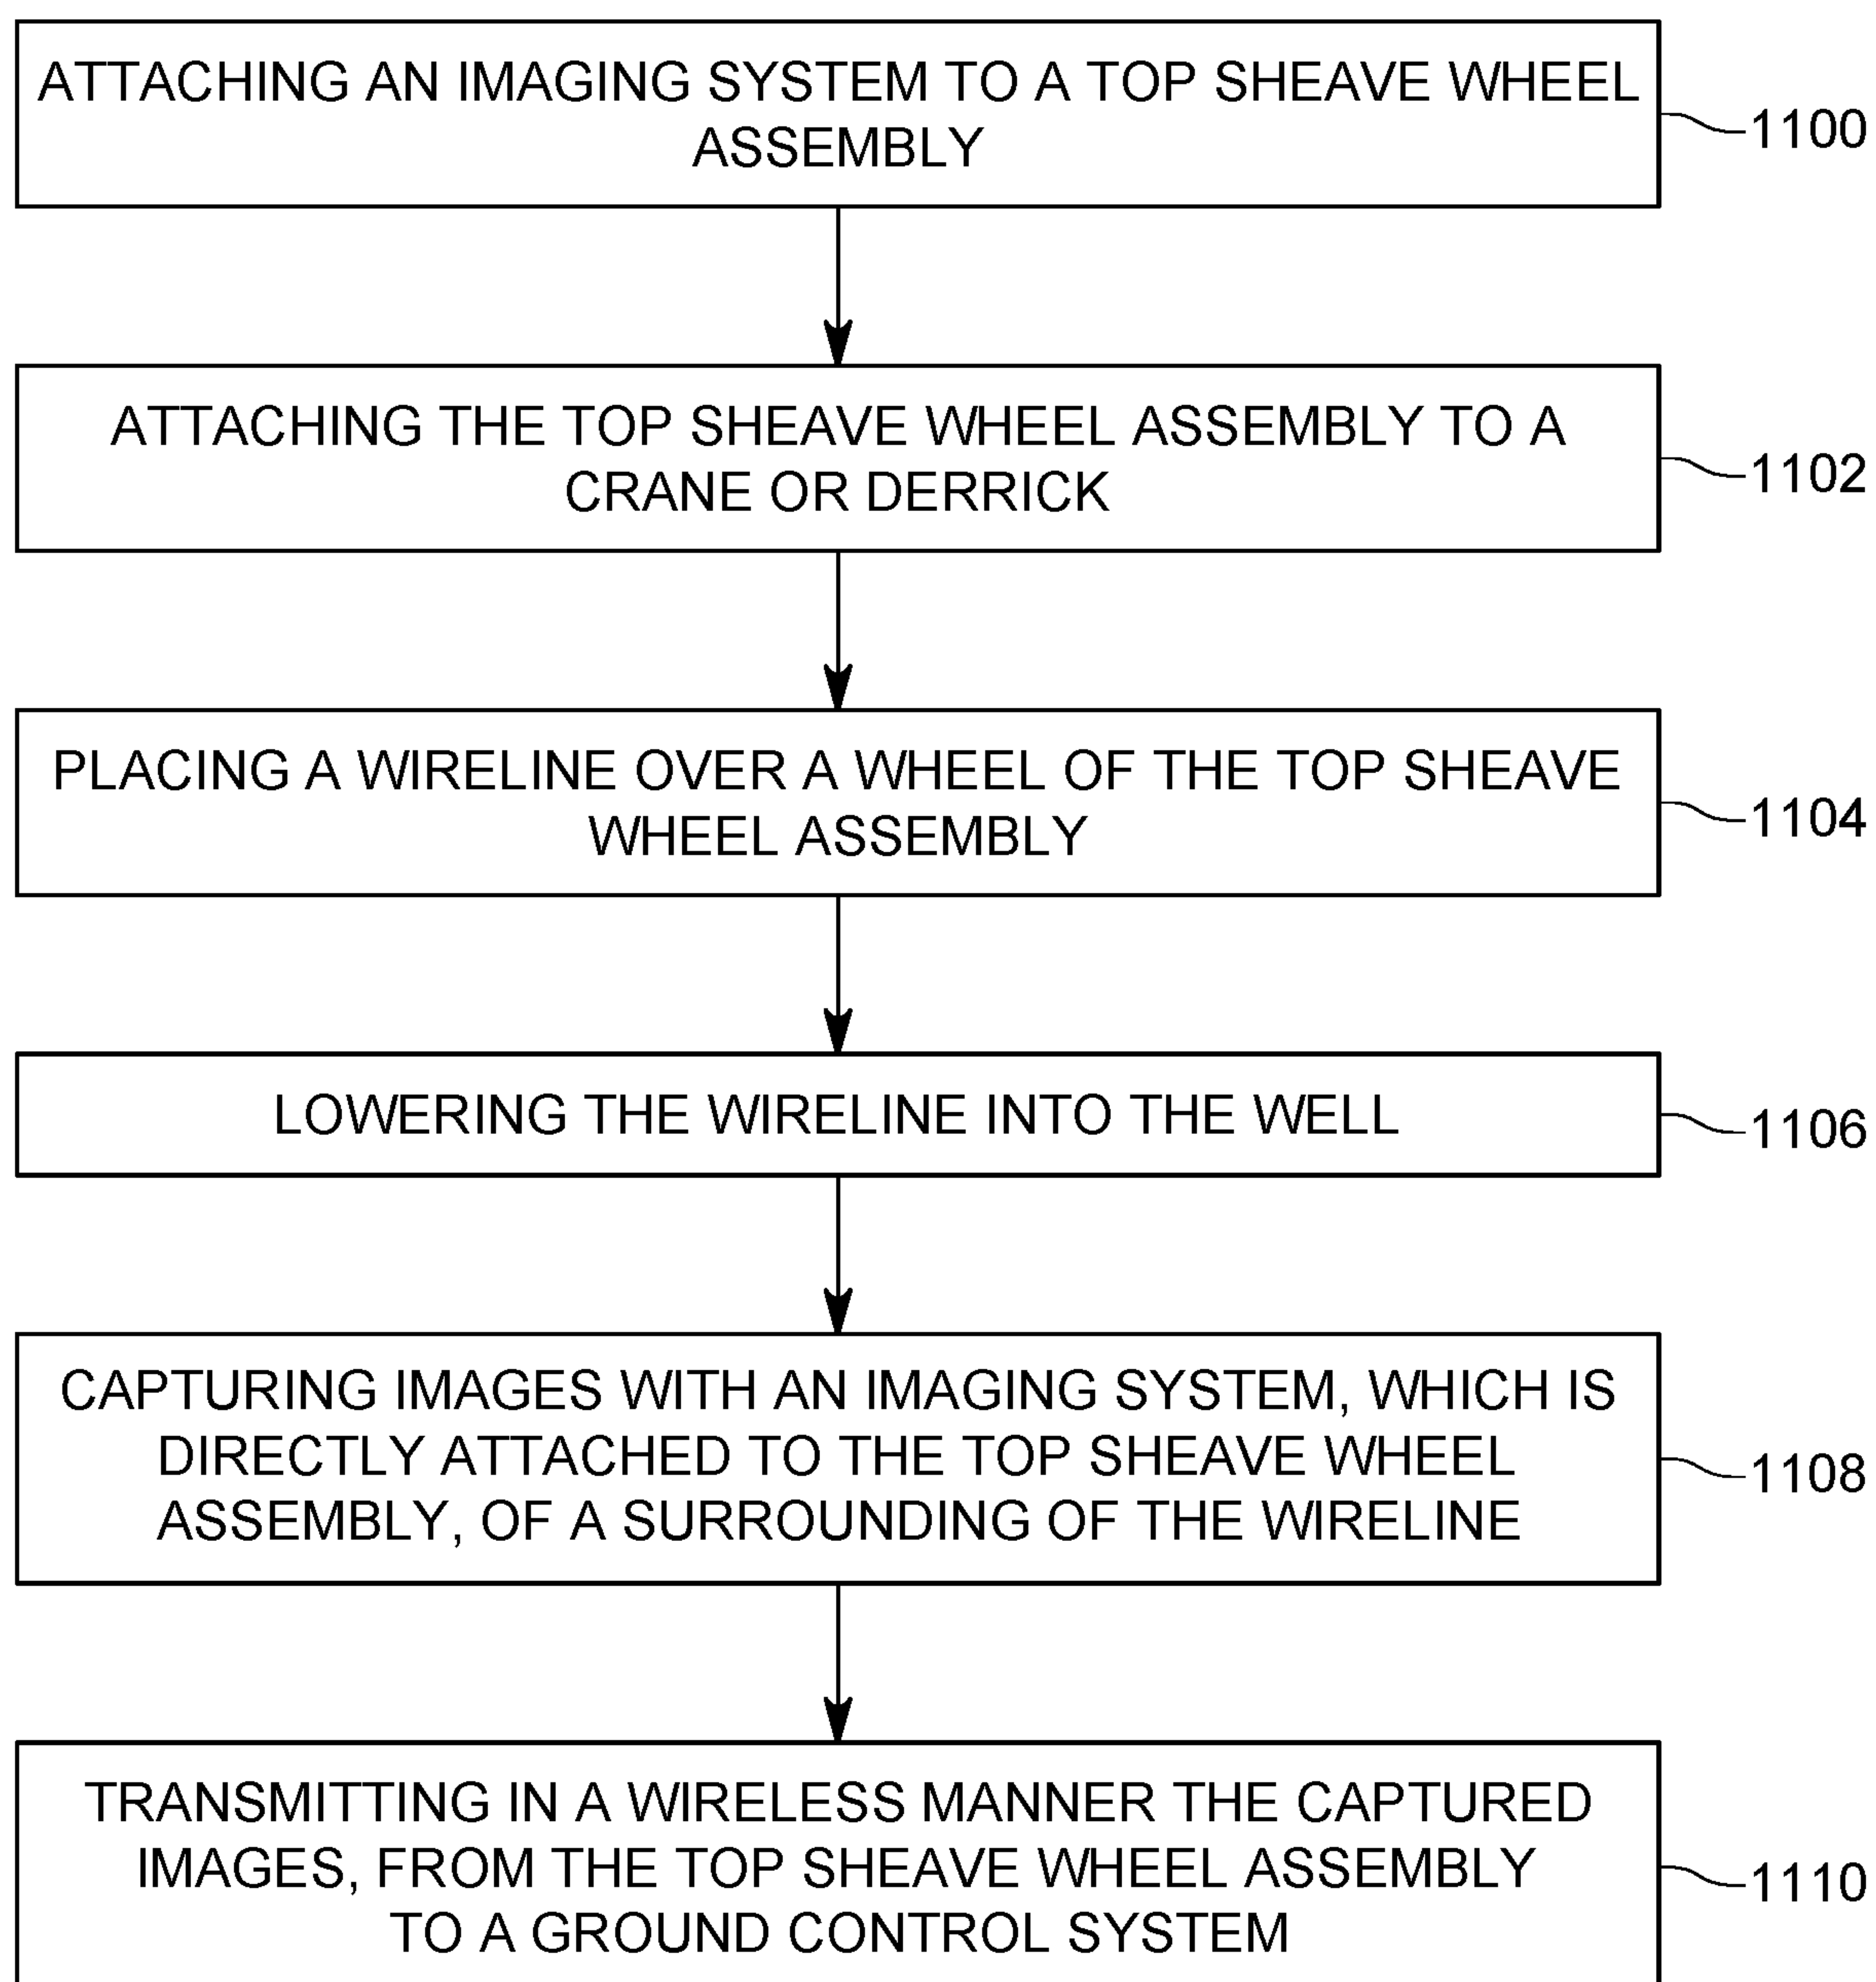 ATTACHING AN IMAGING SYSTEM TO A TOP SHEAVE WHEEL
ASSEMBLY
1100
ATTACHING THE TOP SHEAVE WHEEL ASSEMBLY TO A
CRANE OR DERRICK
1102
PLACING A WIRELINE OVER A WHEEL OF THE TOP SHEAVE
WHEEL ASSEMBLY
1104
LOWERING THE WIRELINE INTO THE WELL
1106
CAPTURING IMAGES WITH AN IMAGING SYSTEM, WHICH IS
DIRECTLY ATTACHED TO THE TOP SHEAVE WHEEL
ASSEMBLY, OF A SURROUNDING OF THE WIRELINE
1108
TRANSMITTING IN A WIRELESS MANNER THE CAPTURED
IMAGES, FROM THE TOP SHEAVE WHEEL ASSEMBLY
TO A GROUND CONTROL SYSTEM
1110